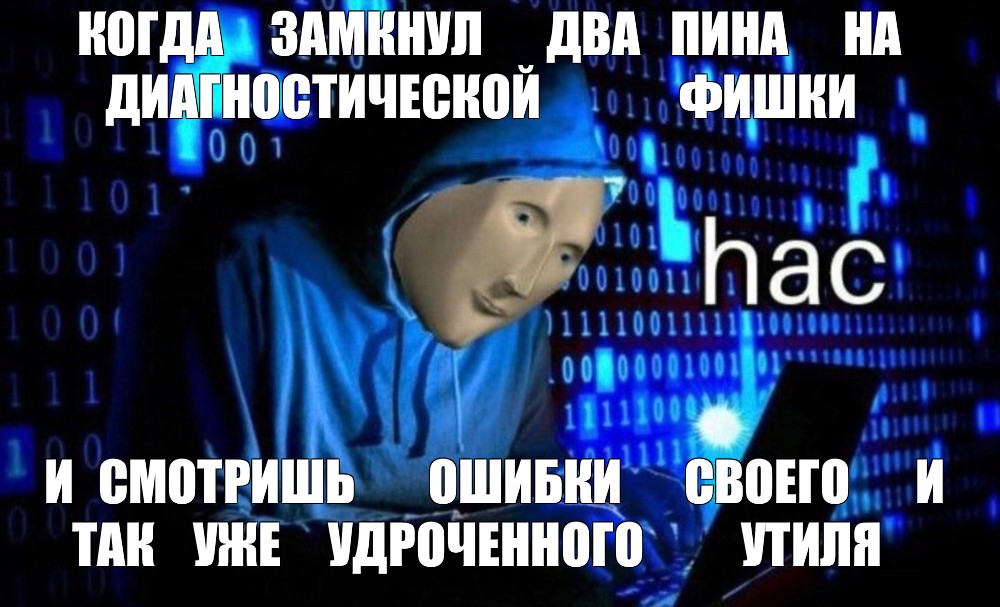 КОГДА ЗАМКНУЛ ДВА ПИНА НА
ДИАГНОСТИЧЕСКОЙ ФИШКИ
hac
И СМОТРИШЬ ОШИБКИ СВОЕГО И
ТАК УЖЕ УДРОЧЕННОГО УТИЛЯ